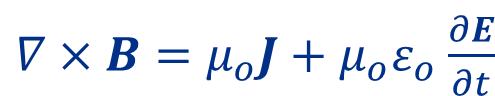 ∇ × B = μₒJ + μₒεₒ ∂E/∂t